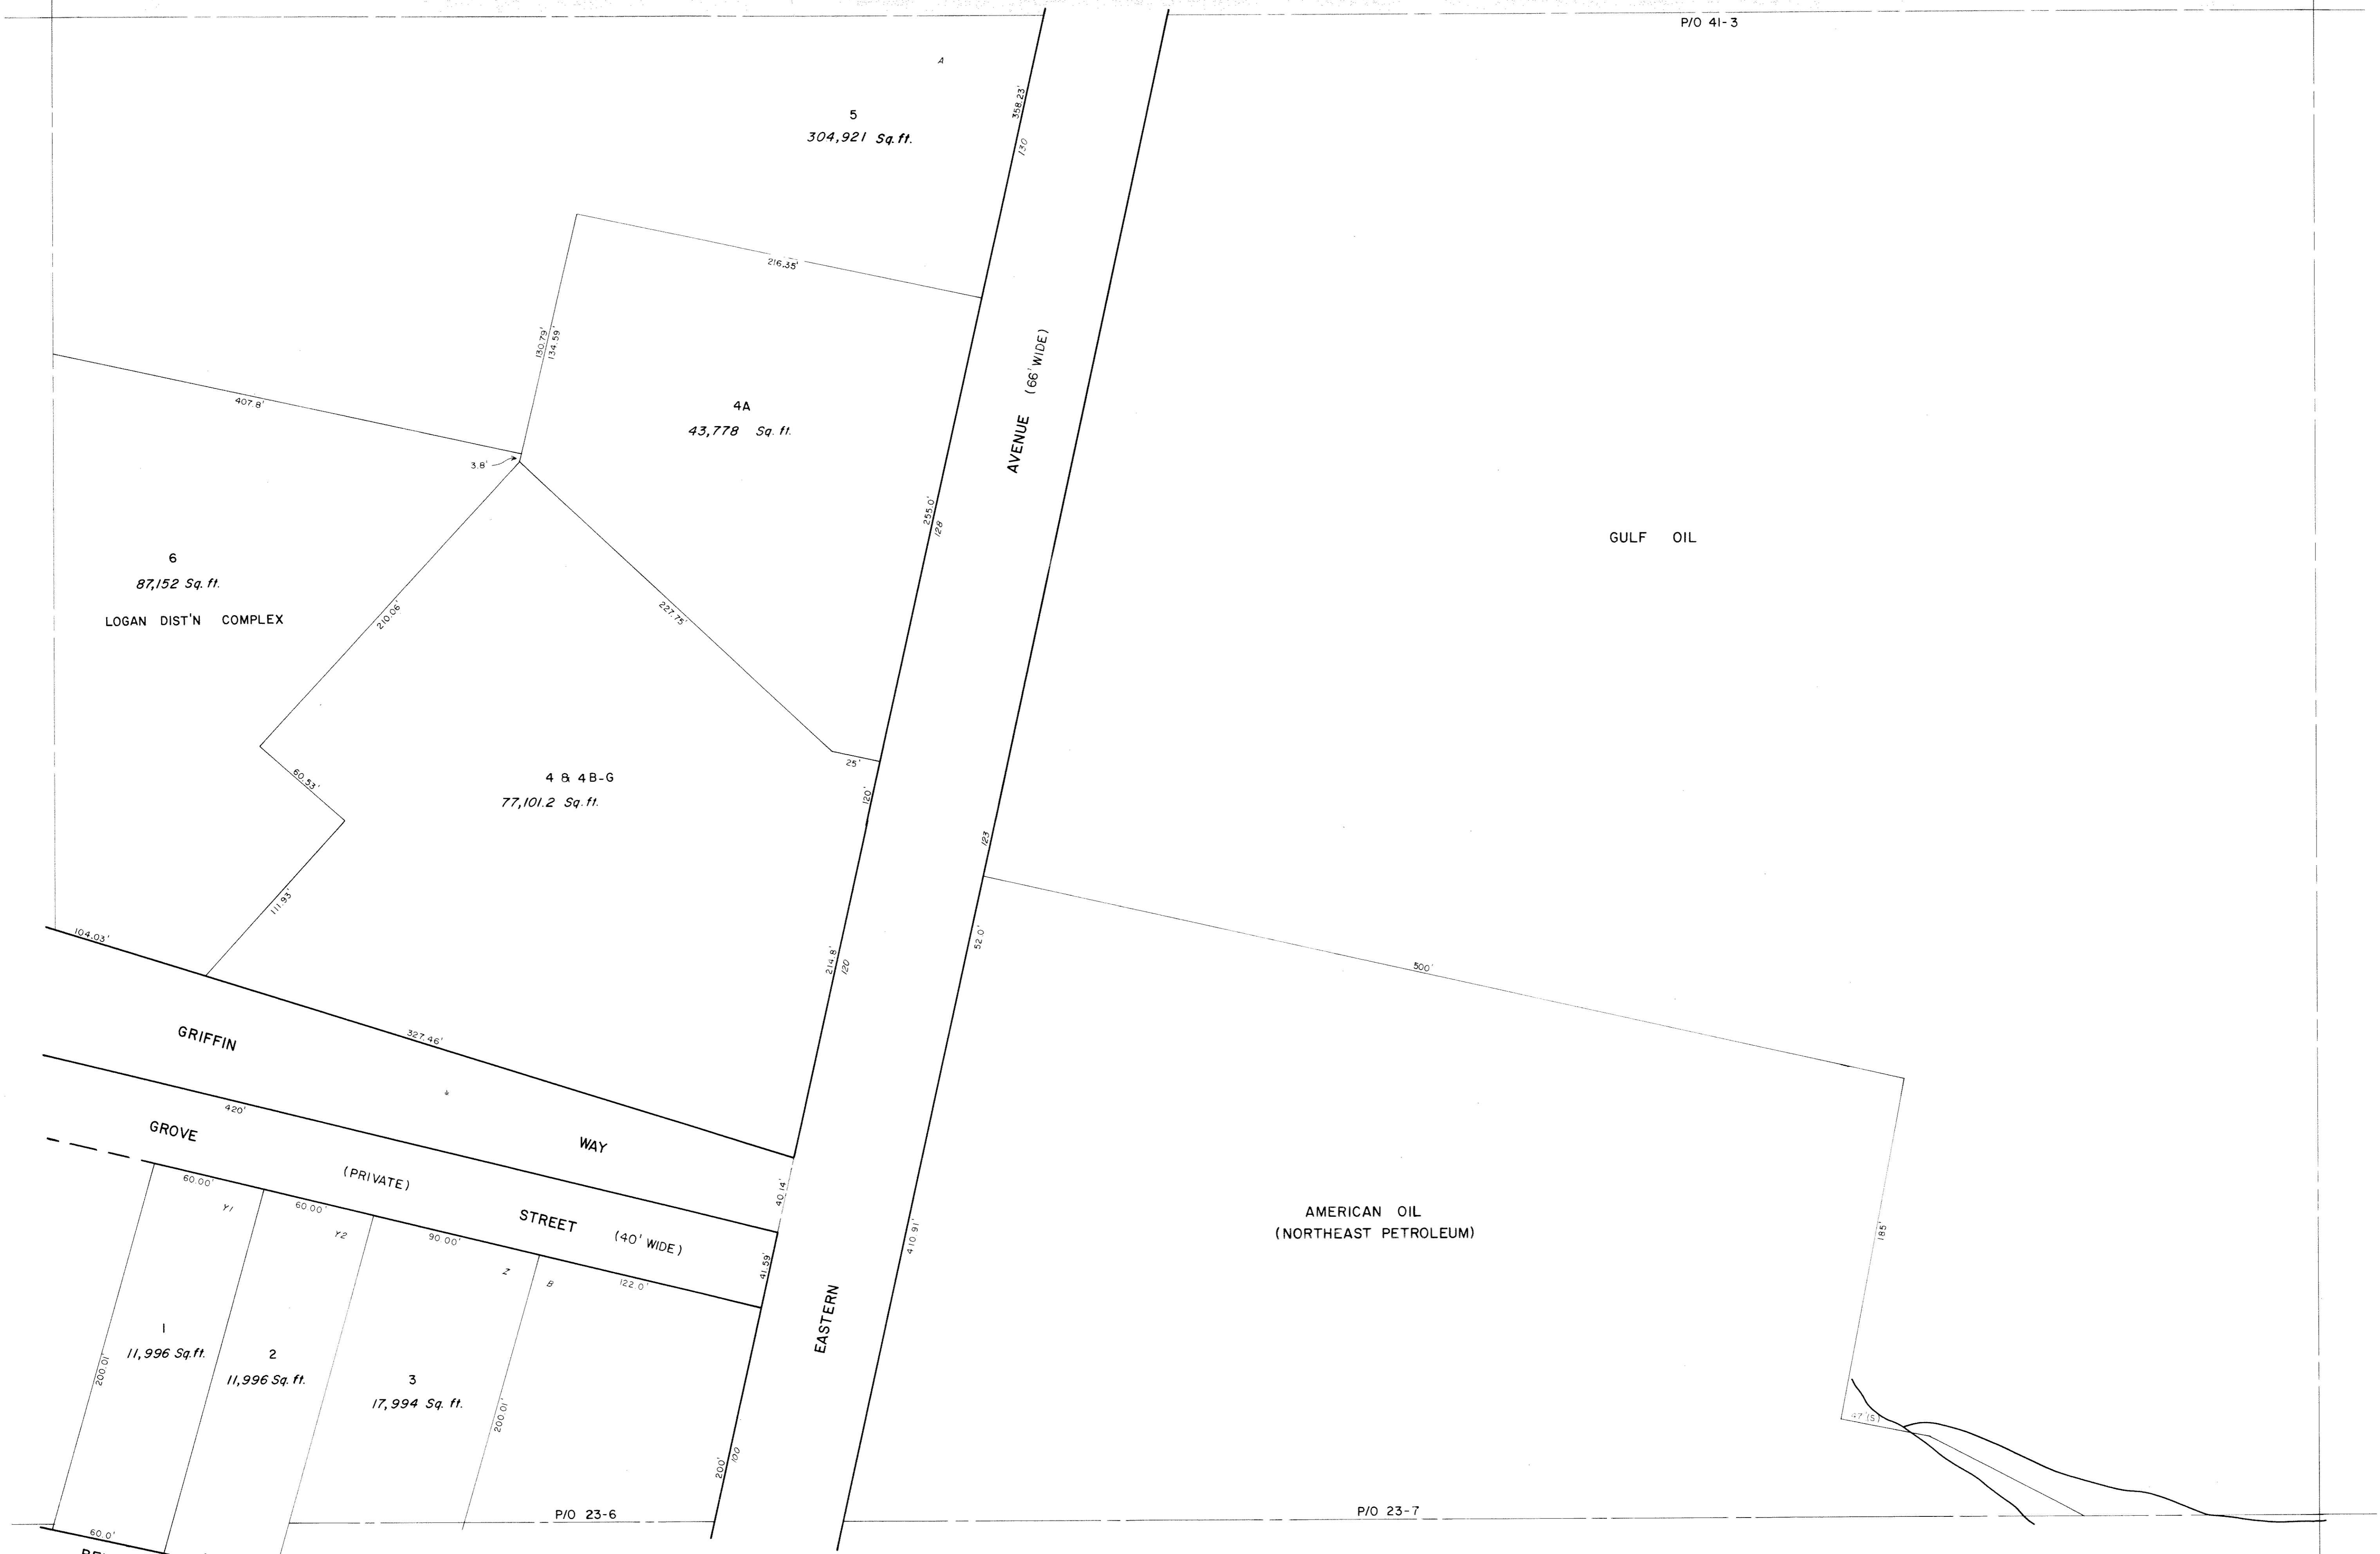 P/O 41-3
A
5
304,921 Sq.ft.
358.23'
130
216.35'
130.79'
134.59'
AVENUE (66' WIDE)
407.8'
4A
43,778 Sq. ft.
3.8'
255.0'
128
GULF OIL
6
87,152 Sq. ft.
LOGAN DIST'N COMPLEX
210.06'
227.75'
25'
60.53'
4 & 4B-G
77,101.2 Sq. ft.
120'
123
111.93'
104.03'
214.8'
120
52.0'
500'
GRIFFIN WAY
327.46'
420'
GROVE STREET (40' WIDE)
(PRIVATE)
60.00'
Y1
60.00'
Y2
90.00'
Z
B
122.0'
40.14'
41.59'
410.91'
AMERICAN OIL
(NORTHEAST PETROLEUM)
185'
EASTERN
1
11,996 Sq.ft.
200.01'
2
11,996 Sq. ft.
3
17,994 Sq. ft.
200.01'
200'
100
47'(S)
P/O 23-6
P/O 23-7
60.0'